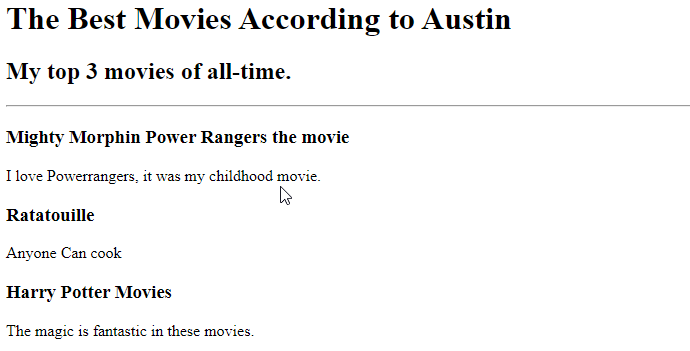 The Best Movies According to Austin
My top 3 movies of all-time.
Mighty Morphin Power Rangers the movie
I love Powerrangers, it was my childhood movie.
Ratatouille
Anyone Can cook
Harry Potter Movies
The magic is fantastic in these movies.